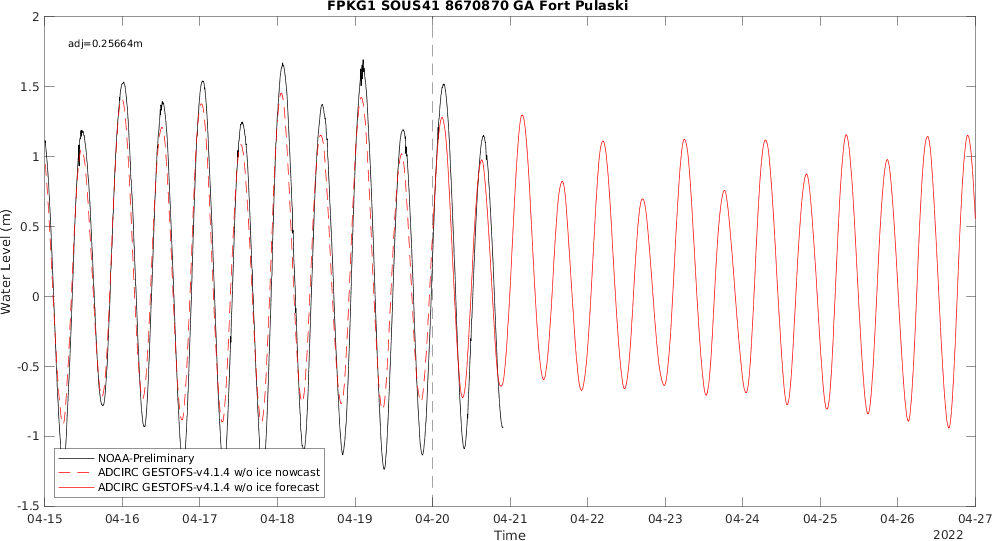 FPKG1 SOUS41 8670870 GA Fort Pulaski
adj=0.25664m
2
1.5
1
0.5
0
-0.5
-1
-1.5
Water Level (m)
NOAA-Preliminary
ADCIRC GESTOFS-v4.1.4 w/o ice nowcast
ADCIRC GESTOFS-v4.1.4 w/o ice forecast
04-15 04-16 04-17 04-18 04-19 04-20 04-21 04-22 04-23 04-24 04-25 04-26 04-27
Time
2022